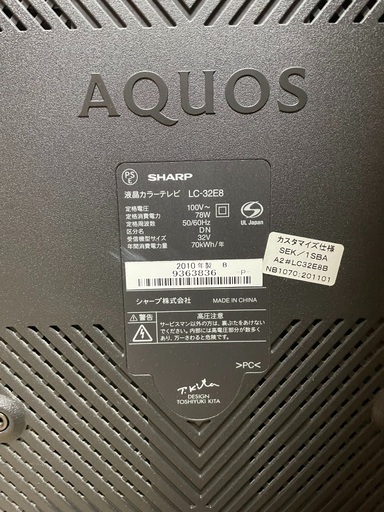 AQUOS
PS
E
SHARP
液晶カラーテレビ LC-32E8
定格電圧 100V~
定格消費電力 78W
定格周波数 50/60Hz
区分名 DN
受信機型サイズ 32V
年間消費電力量 70kWh/年
S
UL Japan
2010年製 B
9363836 -P-
シャープ株式会社 MADE IN CHINA
⚠警告 高圧注意
サービスマン以外の方は、裏ぶたをあけないでください。内部には高電圧部分が数多くあり、万一さわると危険です。
カスタマイズ仕様
SEK/1SBA
A2#LC32E8B
NB1070:201101
>PC<
T.Kita
DESIGN
TOSHIYUKI KITA